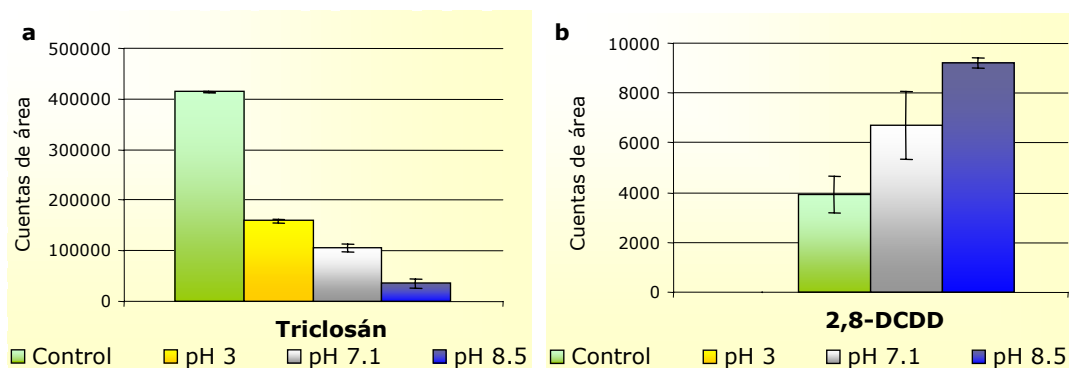 a
500000
400000
300000
200000
100000
0
Cuentas de área
Triclosán
Control pH 3 pH 7.1 pH 8.5
b
10000
8000
6000
4000
2000
0
Cuentas de área
2,8-DCDD
Control pH 3 pH 7.1 pH 8.5